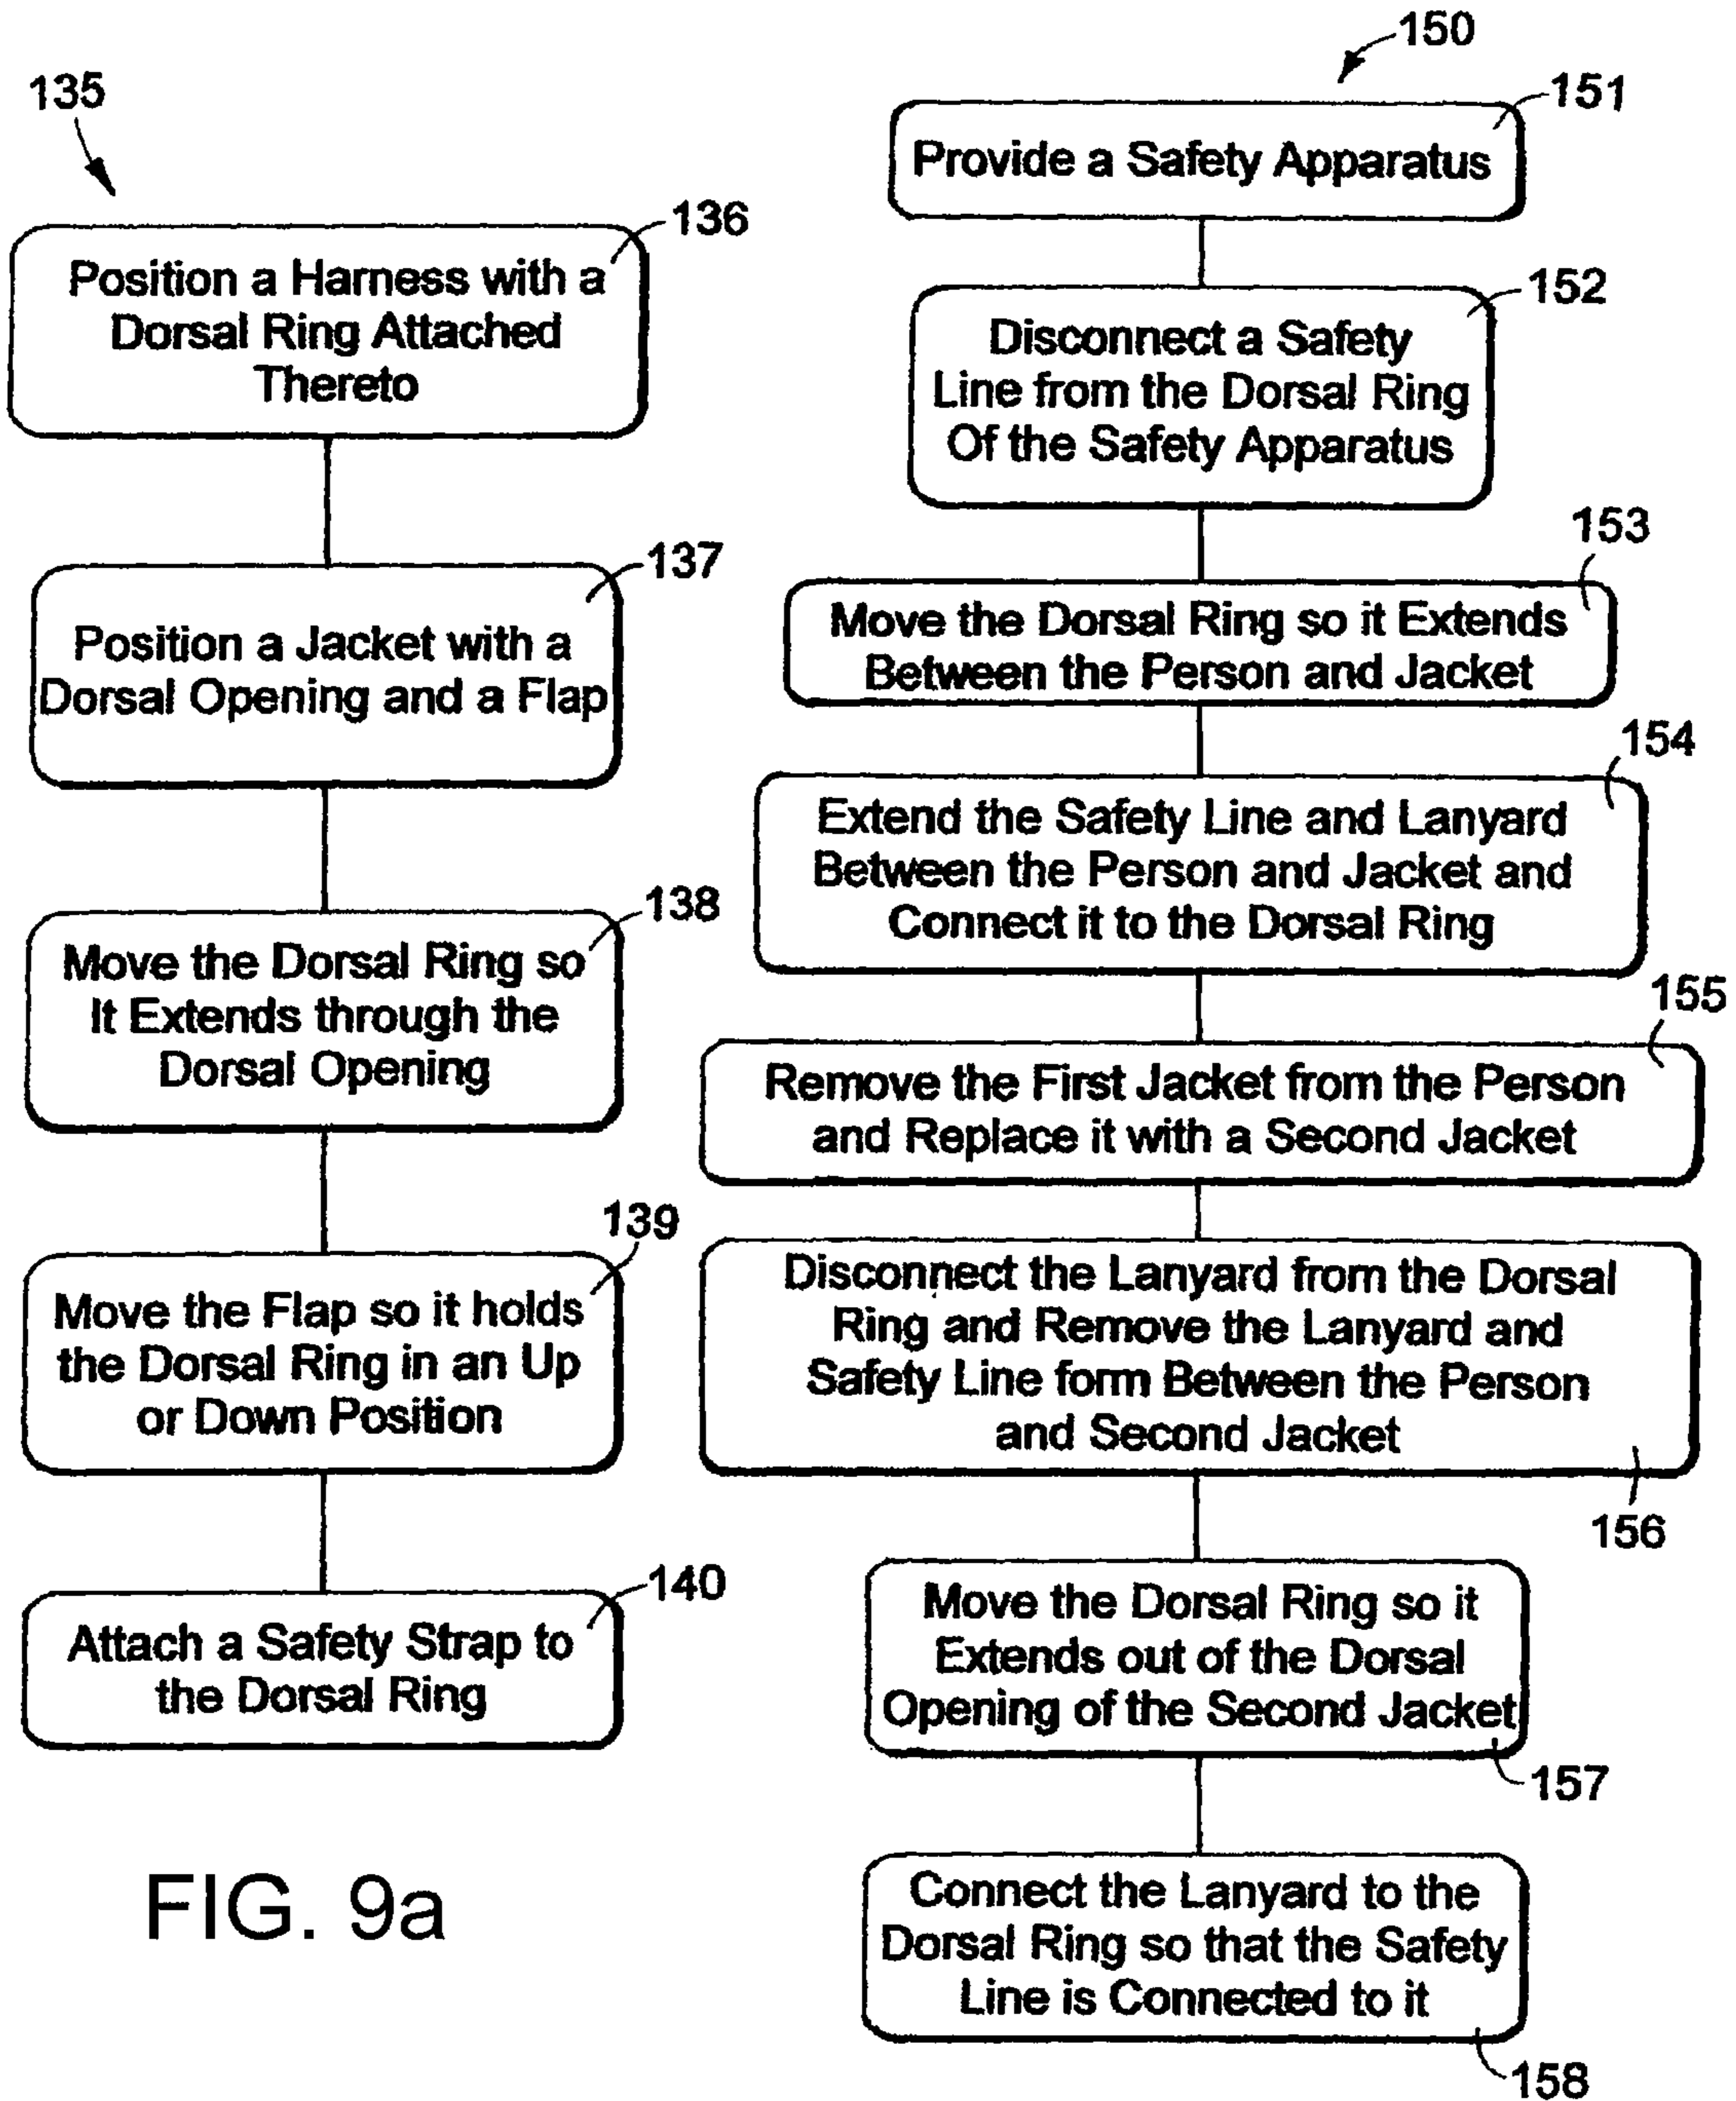 135
136
Position a Harness with a
Dorsal Ring Attached
Thereto
137
Position a Jacket with a
Dorsal Opening and a Flap
138
Move the Dorsal Ring so
It Extends through the
Dorsal Opening
139
Move the Flap so it holds
the Dorsal Ring in an Up
or Down Position
140
Attach a Safety Strap to
the Dorsal Ring
FIG. 9a
150
151
Provide a Safety Apparatus
152
Disconnect a Safety
Line from the Dorsal Ring
Of the Safety Apparatus
153
Move the Dorsal Ring so it Extends
Between the Person and Jacket
154
Extend the Safety Line and Lanyard
Between the Person and Jacket and
Connect it to the Dorsal Ring
155
Remove the First Jacket from the Person
and Replace it with a Second Jacket
Disconnect the Lanyard from the Dorsal
Ring and Remove the Lanyard and
Safety Line form Between the Person
and Second Jacket
156
Move the Dorsal Ring so it
Extends out of the Dorsal
Opening of the Second Jacket
157
Connect the Lanyard to the
Dorsal Ring so that the Safety
Line is Connected to it
158